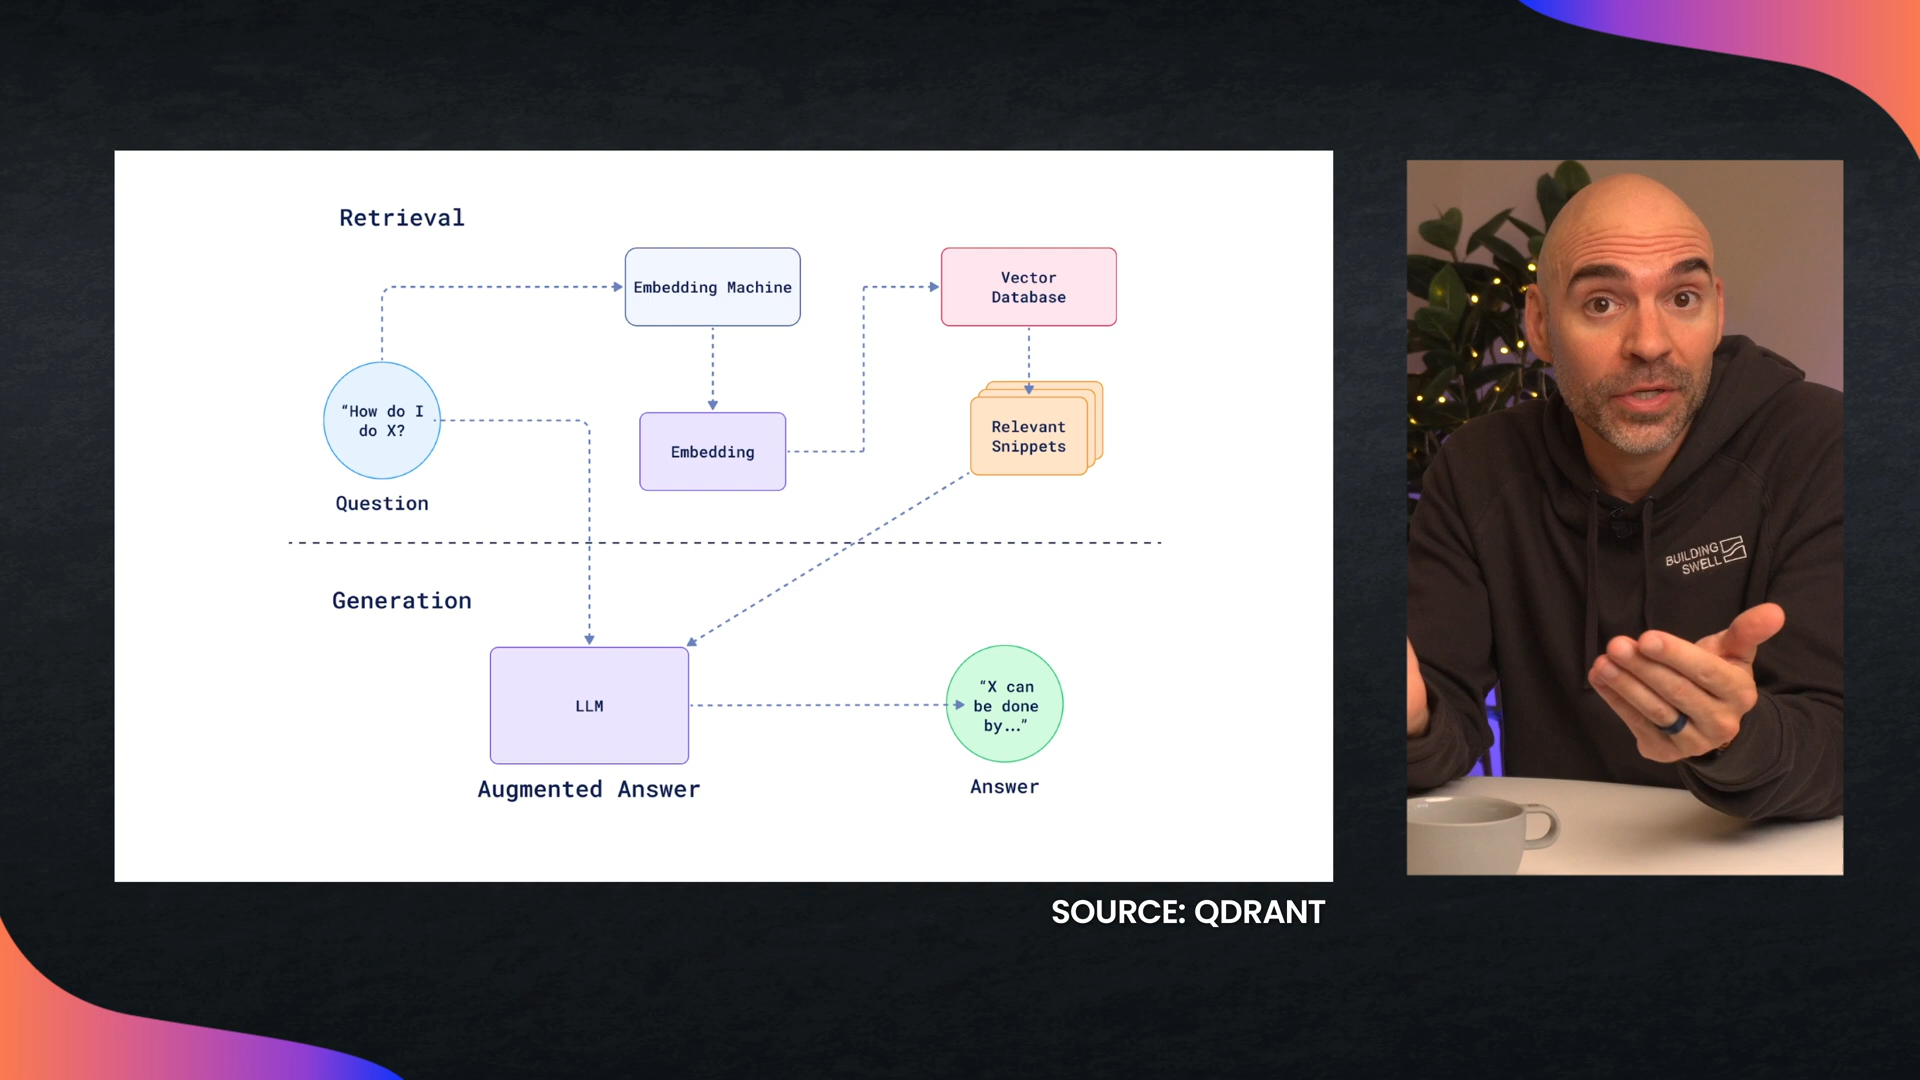 Retrieval
Embedding Machine
Vector
Database
“How do I
do X?
Embedding
Relevant
Snippets
Question
Generation
LLM
“X can
be done
by...”
Augmented Answer
Answer
SOURCE: QDRANT
BUILDING
SWELL